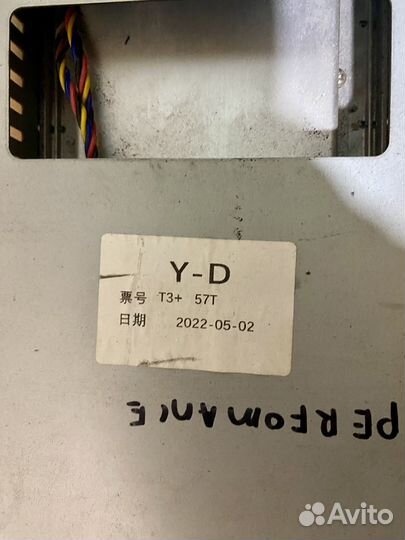 Y-D
票号 T3+ 57T
日期 2022-05-02
PERFOMANCE
Avito